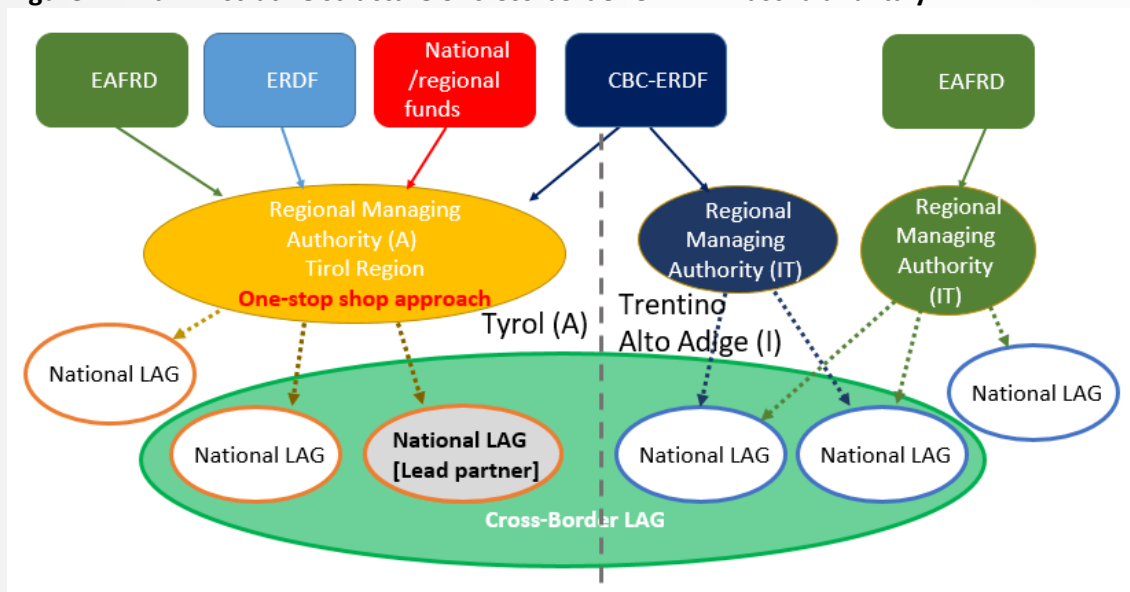 EAFRD
ERDF
National
/regional
funds
CBC-ERDF
EAFRD
Regional Managing
Authority (A)
Tirol Region
One-stop shop approach
Regional
Managing
Authority (IT)
Regional
Managing
Authority
(IT)
Tyrol (A)
Trentino
Alto Adige (I)
National LAG
National LAG
National LAG
[Lead partner]
National LAG
National LAG
National LAG
Cross-Border LAG